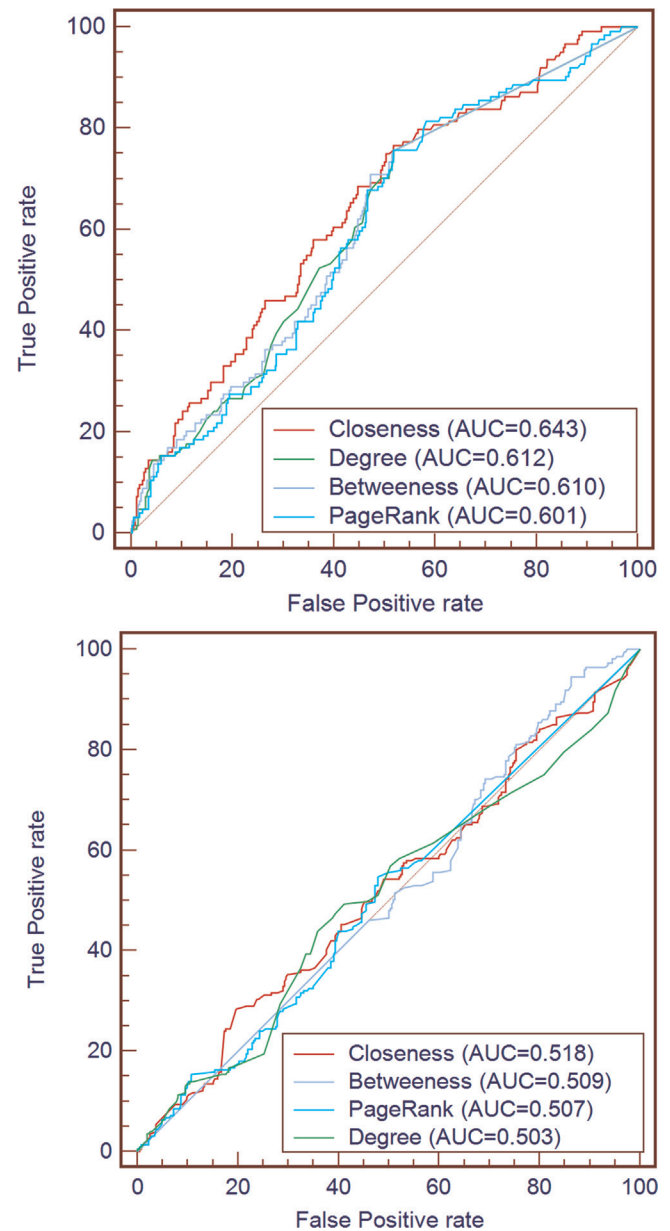 100
80
60
40
20
0
True Positive rate
Closeness (AUC=0.643)
Degree (AUC=0.612)
Betweeness (AUC=0.610)
PageRank (AUC=0.601)
0 20 40 60 80 100
False Positive rate
100
80
60
40
20
0
True Positive rate
Closeness (AUC=0.518)
Betweeness (AUC=0.509)
PageRank (AUC=0.507)
Degree (AUC=0.503)
0 20 40 60 80 100
False Positive rate